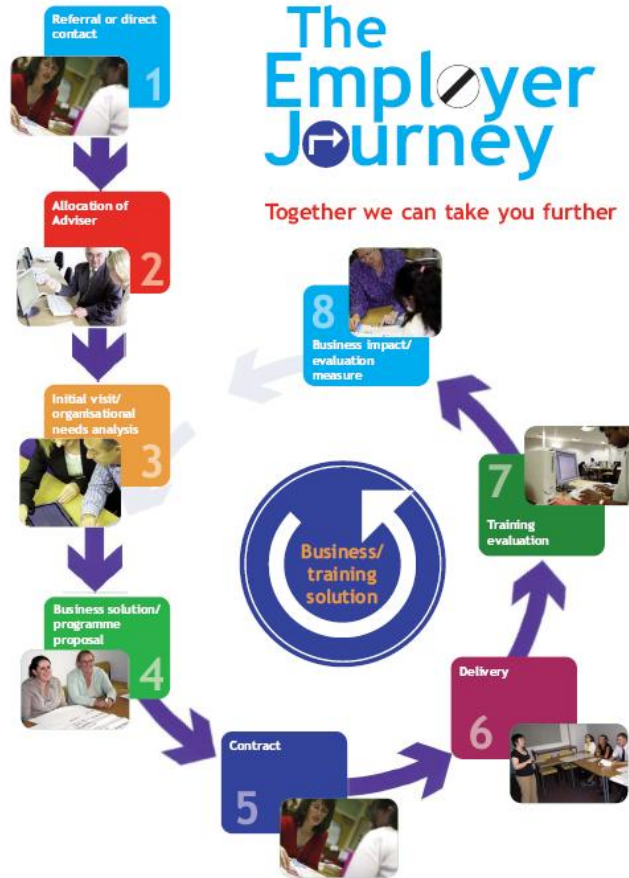 The
Employer
Journey
Together we can take you further
Referral or direct
contact
1
Allocation of
Adviser
2
Initial visit/
organisational
needs analysis
3
Business solution/
programme
proposal
4
Contract
5
Delivery
6
7
Training
evaluation
8
Business impact/
evaluation
measure
Business/
training
solution